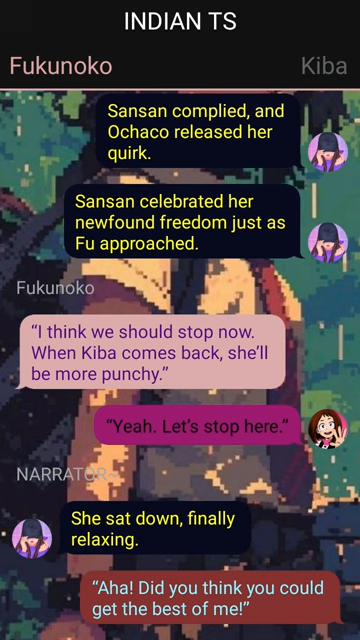 INDIAN TS
Fukunoko
Kiba
Sansan complied, and
Ochaco released her
quirk.
Sansan celebrated her
newfound freedom just as
Fu approached.
Fukunoko
“I think we should stop now.
When Kiba comes back, she’ll
be more punchy.”
“Yeah. Let’s stop here.”
NARRATOR
She sat down, finally
relaxing.
“Aha! Did you think you could
get the best of me!”